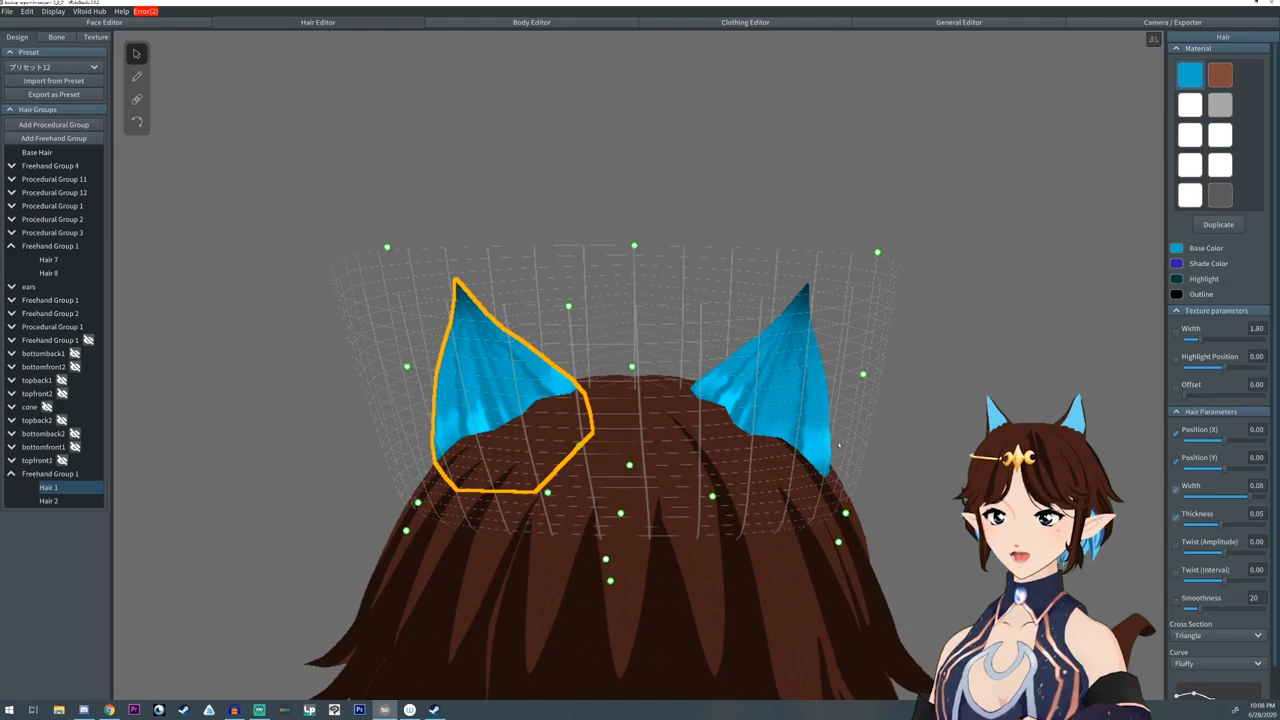 File Edit Display VRoid Hub Help Error(2)
Face Editor Hair Editor Body Editor Clothing Editor General Editor Camera / Exporter
Design Bone Texture
Preset
プリセット12
Import from Preset
Export as Preset
Hair Groups
Add Procedural Group
Add Freehand Group
Base Hair
Freehand Group 4
Procedural Group 11
Procedural Group 12
Procedural Group 1
Procedural Group 2
Procedural Group 3
Freehand Group 1
Hair 7
Hair 8
ears
Freehand Group 1
Freehand Group 2
Procedural Group 1
Freehand Group 1
bottomback1
bottomfront2
topback1
topfront2
cone
topback2
bottomback2
bottomfront1
topfront1
Freehand Group 1
Hair 1
Hair 2
Hair
Material
Duplicate
Base Color
Shade Color
Highlight
Outline
Texture parameters
Width 1.80
Highlight Position 0.00
Offset 0.00
Hair Parameters
Position (X) 0.00
Position (Y) 0.00
Width 0.08
Thickness 0.05
Twist (Amplitude) 0.00
Twist (Interval) 0.00
Smoothness 20
Cross Section
Triangle
Curve
Fluffy
10:08 PM
6/28/2020